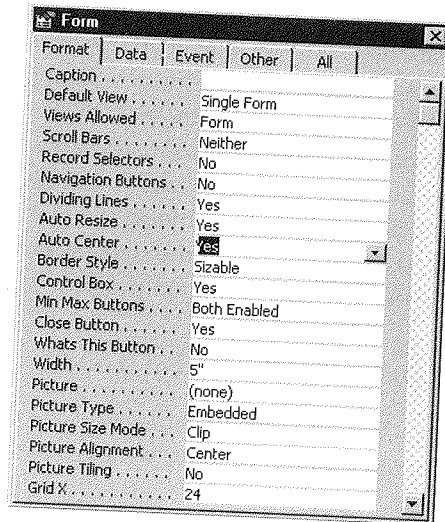 Form
Format Data Event Other All
Caption . . . . . . . . . .
Default View . . . . . . Single Form
Views Allowed . . . . . Form
Scroll Bars . . . . . . . Neither
Record Selectors . . . No
Navigation Buttons . . No
Dividing Lines . . . . . Yes
Auto Resize . . . . . . Yes
Auto Center . . . . . . Yes
Border Style . . . . . . Sizable
Control Box . . . . . . Yes
Min Max Buttons . . . . Both Enabled
Close Button . . . . . . Yes
Whats This Button . . No
Width . . . . . . . . . . 5"
Picture . . . . . . . . . (none)
Picture Type . . . . . . Embedded
Picture Size Mode . . . Clip
Picture Alignment . . . Center
Picture Tiling . . . . . . No
Grid X . . . . . . . . . . 24